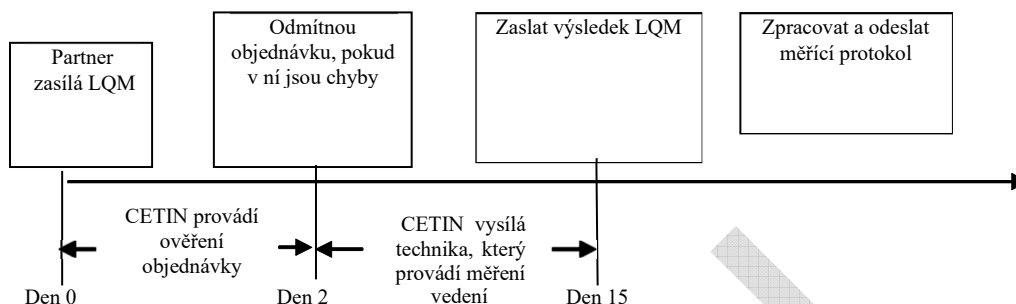 Partner
zasílá LQM
Odmítnou
objednávku, pokud
v ní jsou chyby
Zaslat výsledek LQM
Zpracovat a odeslat
měřící protokol
CETIN provádí
ověření
objednávky
CETIN vysílá
technika, který
provádí měření
vedení
Den 0
Den 2
Den 15